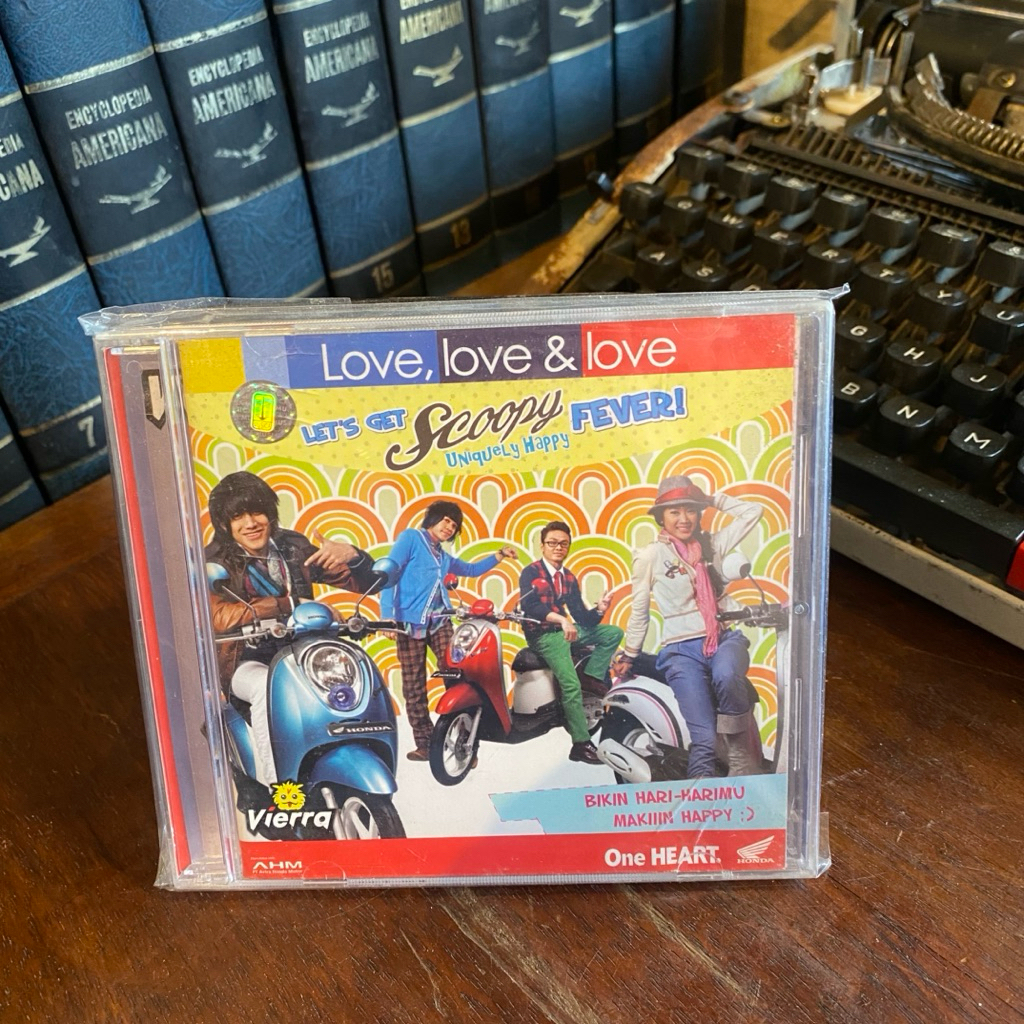 ENCYCLOPEDIA
AMERICANA
ENCYCLOPEDIA
AMERICANA
ENCYCLOPEDIA
AMERICANA
AMERICANA
CANA
7
15
13
Love, love & love
LET'S GET Scoopy FEVER!
UNIQUELY HAPPY
HONDA
Vierra
BIKIN HARI-HARIMU
MAKIIIN HAPPY :)
AHM
One HEART.
HONDA
A
S
R
T
Y
U
G
H
J
B
N
M